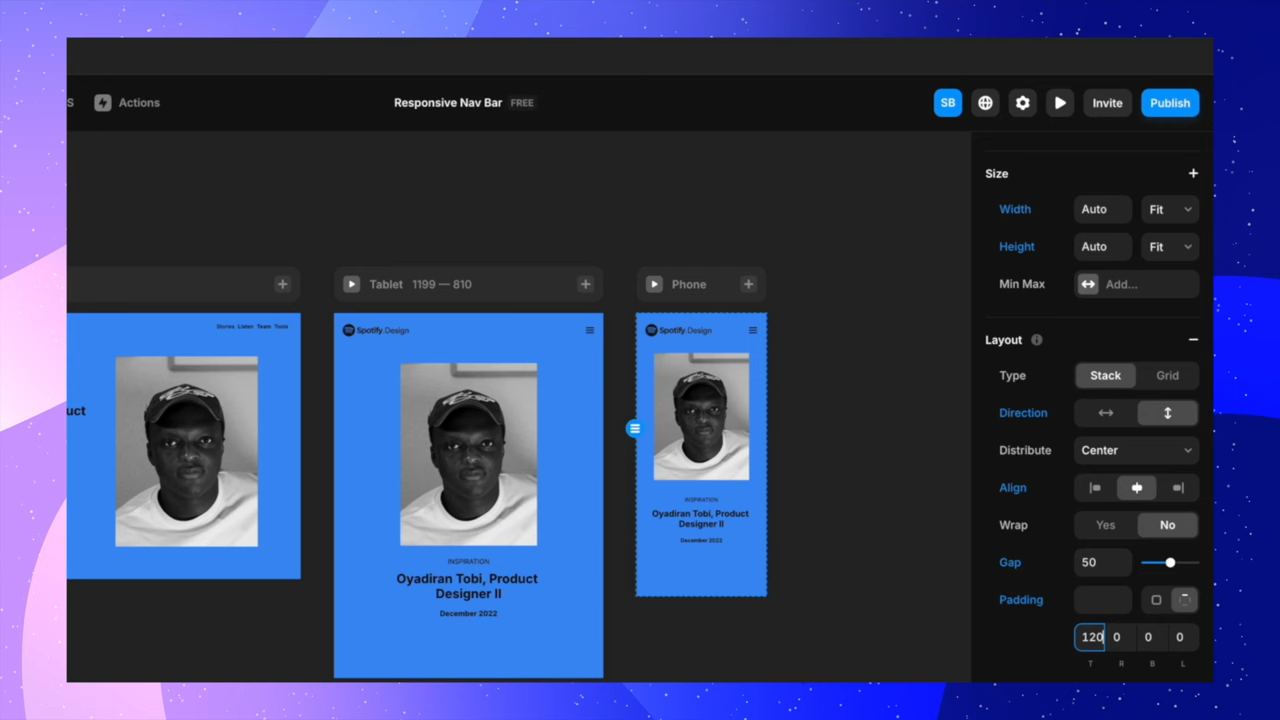 S
Actions
Responsive Nav Bar FREE
SB
Invite
Publish
Size
Width Auto Fit
Height Auto Fit
Min Max Add...
Layout
Type Stack Grid
Direction
Distribute Center
Align
Wrap Yes No
Gap 50
Padding
120 0 0 0
T R B L
Tablet 1199 — 810
Phone
Stories Listen Team Tools
uct
Spotify.Design
INSPIRATION
Oyadiran Tobi, Product
Designer II
December 2022
Spotify.Design
INSPIRATION
Oyadiran Tobi, Product
Designer II
December 2022